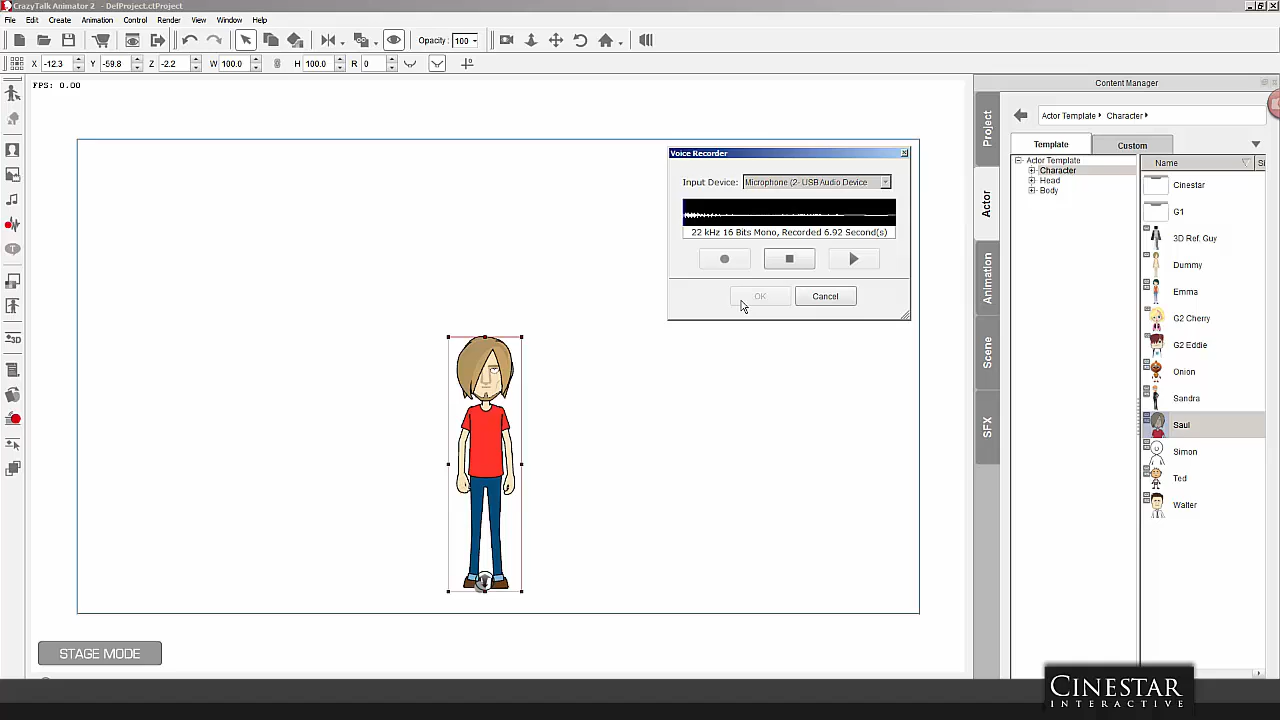 CrazyTalk Animator 2 - DefProject.ctProject
File Edit Create Animation Control Render View Window Help
Opacity: 100
X -12.3 Y -59.8 Z -2.2 W 100.0 H 100.0 R 0
FPS: 0.00
Content Manager
Actor Template Character
Template Custom
Project
Actor
Animation
Scene
SFX
Actor Template
Character
Head
Body
Name
Cinestar
G1
3D Ref. Guy
Dummy
Emma
G2 Cherry
G2 Eddie
Onion
Sandra
Saul
Simon
Ted
Walter
Voice Recorder
Input Device: Microphone (2- USB Audio Device
22 kHz 16 Bits Mono, Recorded 6.92 Second(s)
OK Cancel
3D
STAGE MODE
CINESTAR
INTERACTIVE